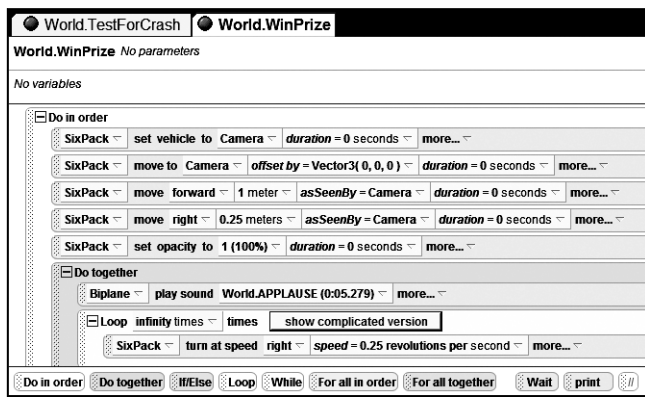 World.TestForCrash World.WinPrize
World.WinPrize No parameters
No variables
Do in order
SixPack set vehicle to Camera duration = 0 seconds more...
SixPack move to Camera offset by = Vector3( 0, 0, 0 ) duration = 0 seconds more...
SixPack move forward 1 meter asSeenBy = Camera duration = 0 seconds more...
SixPack move right 0.25 meters asSeenBy = Camera duration = 0 seconds more...
SixPack set opacity to 1 (100%) duration = 0 seconds more...
Do together
Biplane play sound World.APPLAUSE (0:05.279) more...
Loop infinity times times show complicated version
SixPack turn at speed right speed = 0.25 revolutions per second more...
Do in order Do together If/Else Loop While For all in order For all together Wait print //